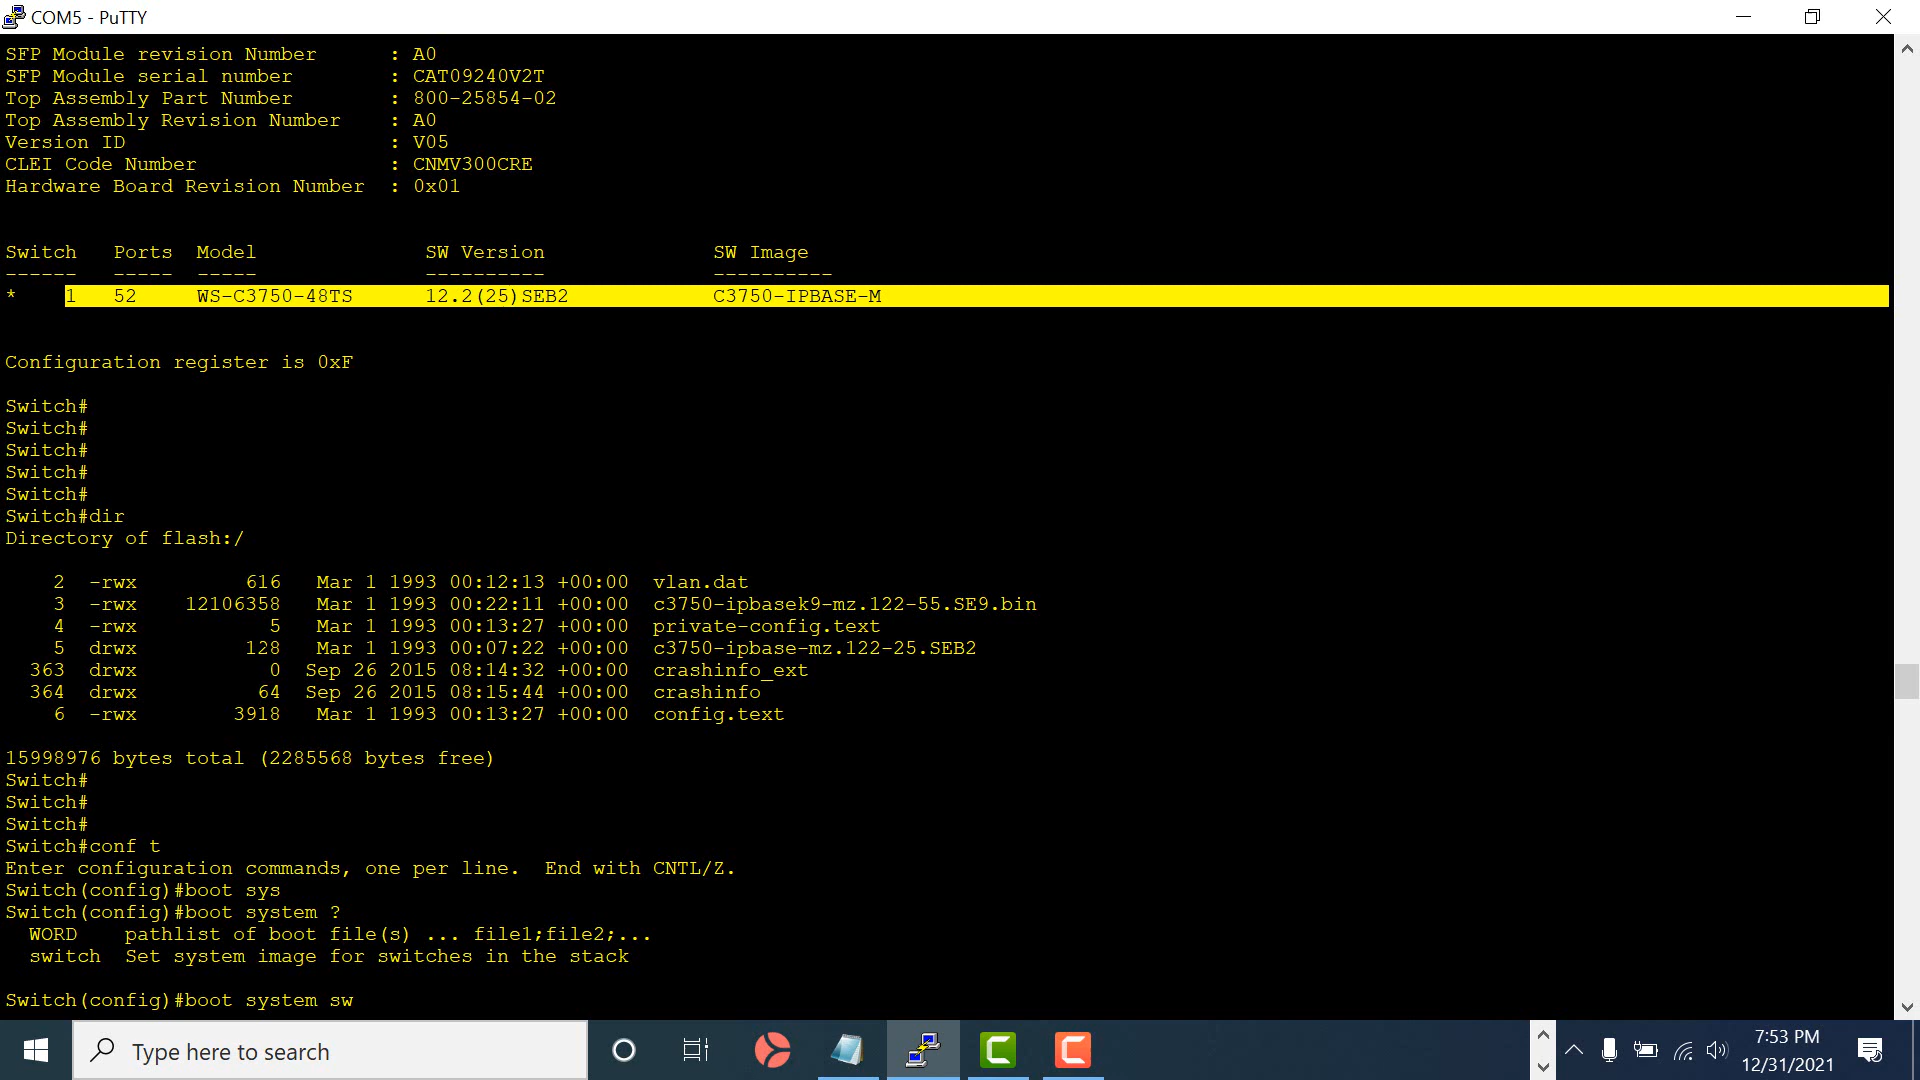 COM5 - PuTTY
SFP Module revision Number      : A0
SFP Module serial number        : CAT09240V2T
Top Assembly Part Number        : 800-25854-02
Top Assembly Revision Number    : A0
Version ID                      : V05
CLEI Code Number                : CNMV300CRE
Hardware Board Revision Number  : 0x01
Switch   Ports  Model              SW Version              SW Image
------   -----  -----              ----------              ----------
*    1   52     WS-C3750-48TS      12.2(25)SEB2            C3750-IPBASE-M
Configuration register is 0xF
Switch#
Switch#
Switch#
Switch#
Switch#
Switch#dir
Directory of flash:/
    2  -rwx         616   Mar 1 1993 00:12:13 +00:00  vlan.dat
    3  -rwx    12106358   Mar 1 1993 00:22:11 +00:00  c3750-ipbasek9-mz.122-55.SE9.bin
    4  -rwx           5   Mar 1 1993 00:13:27 +00:00  private-config.text
    5  drwx         128   Mar 1 1993 00:07:22 +00:00  c3750-ipbase-mz.122-25.SEB2
  363  drwx           0  Sep 26 2015 08:14:32 +00:00  crashinfo_ext
  364  drwx          64  Sep 26 2015 08:15:44 +00:00  crashinfo
    6  -rwx        3918   Mar 1 1993 00:13:27 +00:00  config.text
15998976 bytes total (2285568 bytes free)
Switch#
Switch#
Switch#
Switch#conf t
Enter configuration commands, one per line.  End with CNTL/Z.
Switch(config)#boot sys
Switch(config)#boot system ?
  WORD    pathlist of boot file(s) ... file1;file2;...
  switch  Set system image for switches in the stack
Switch(config)#boot system sw
Type here to search
7:53 PM
12/31/2021